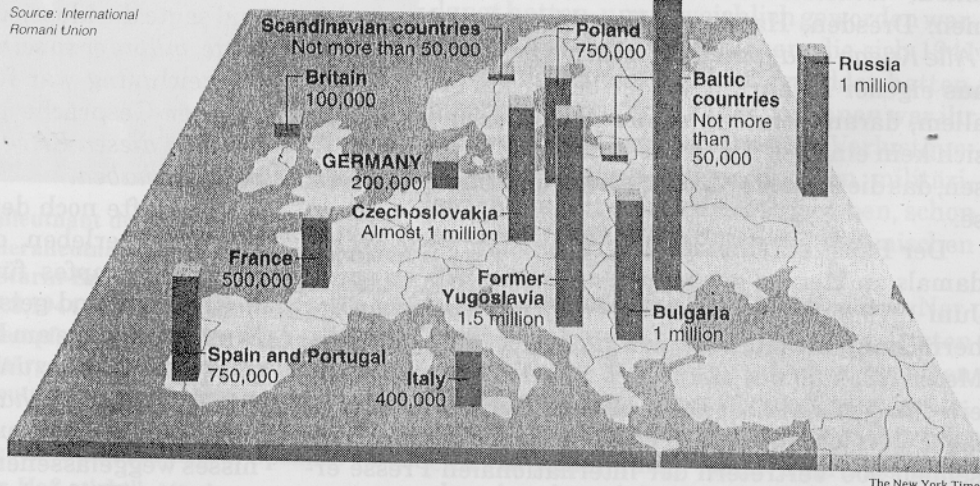 Source: International
Romani Union
Scandinavian countries
Not more than 50,000
Poland
750,000
Russia
1 million
Britain
100,000
Baltic
countries
Not more
than
50,000
GERMANY
200,000
Czechoslovakia
Almost 1 million
France
500,000
Former
Yugoslavia
1.5 million
Bulgaria
1 million
Spain and Portugal
750,000
Italy
400,000
The New York Time